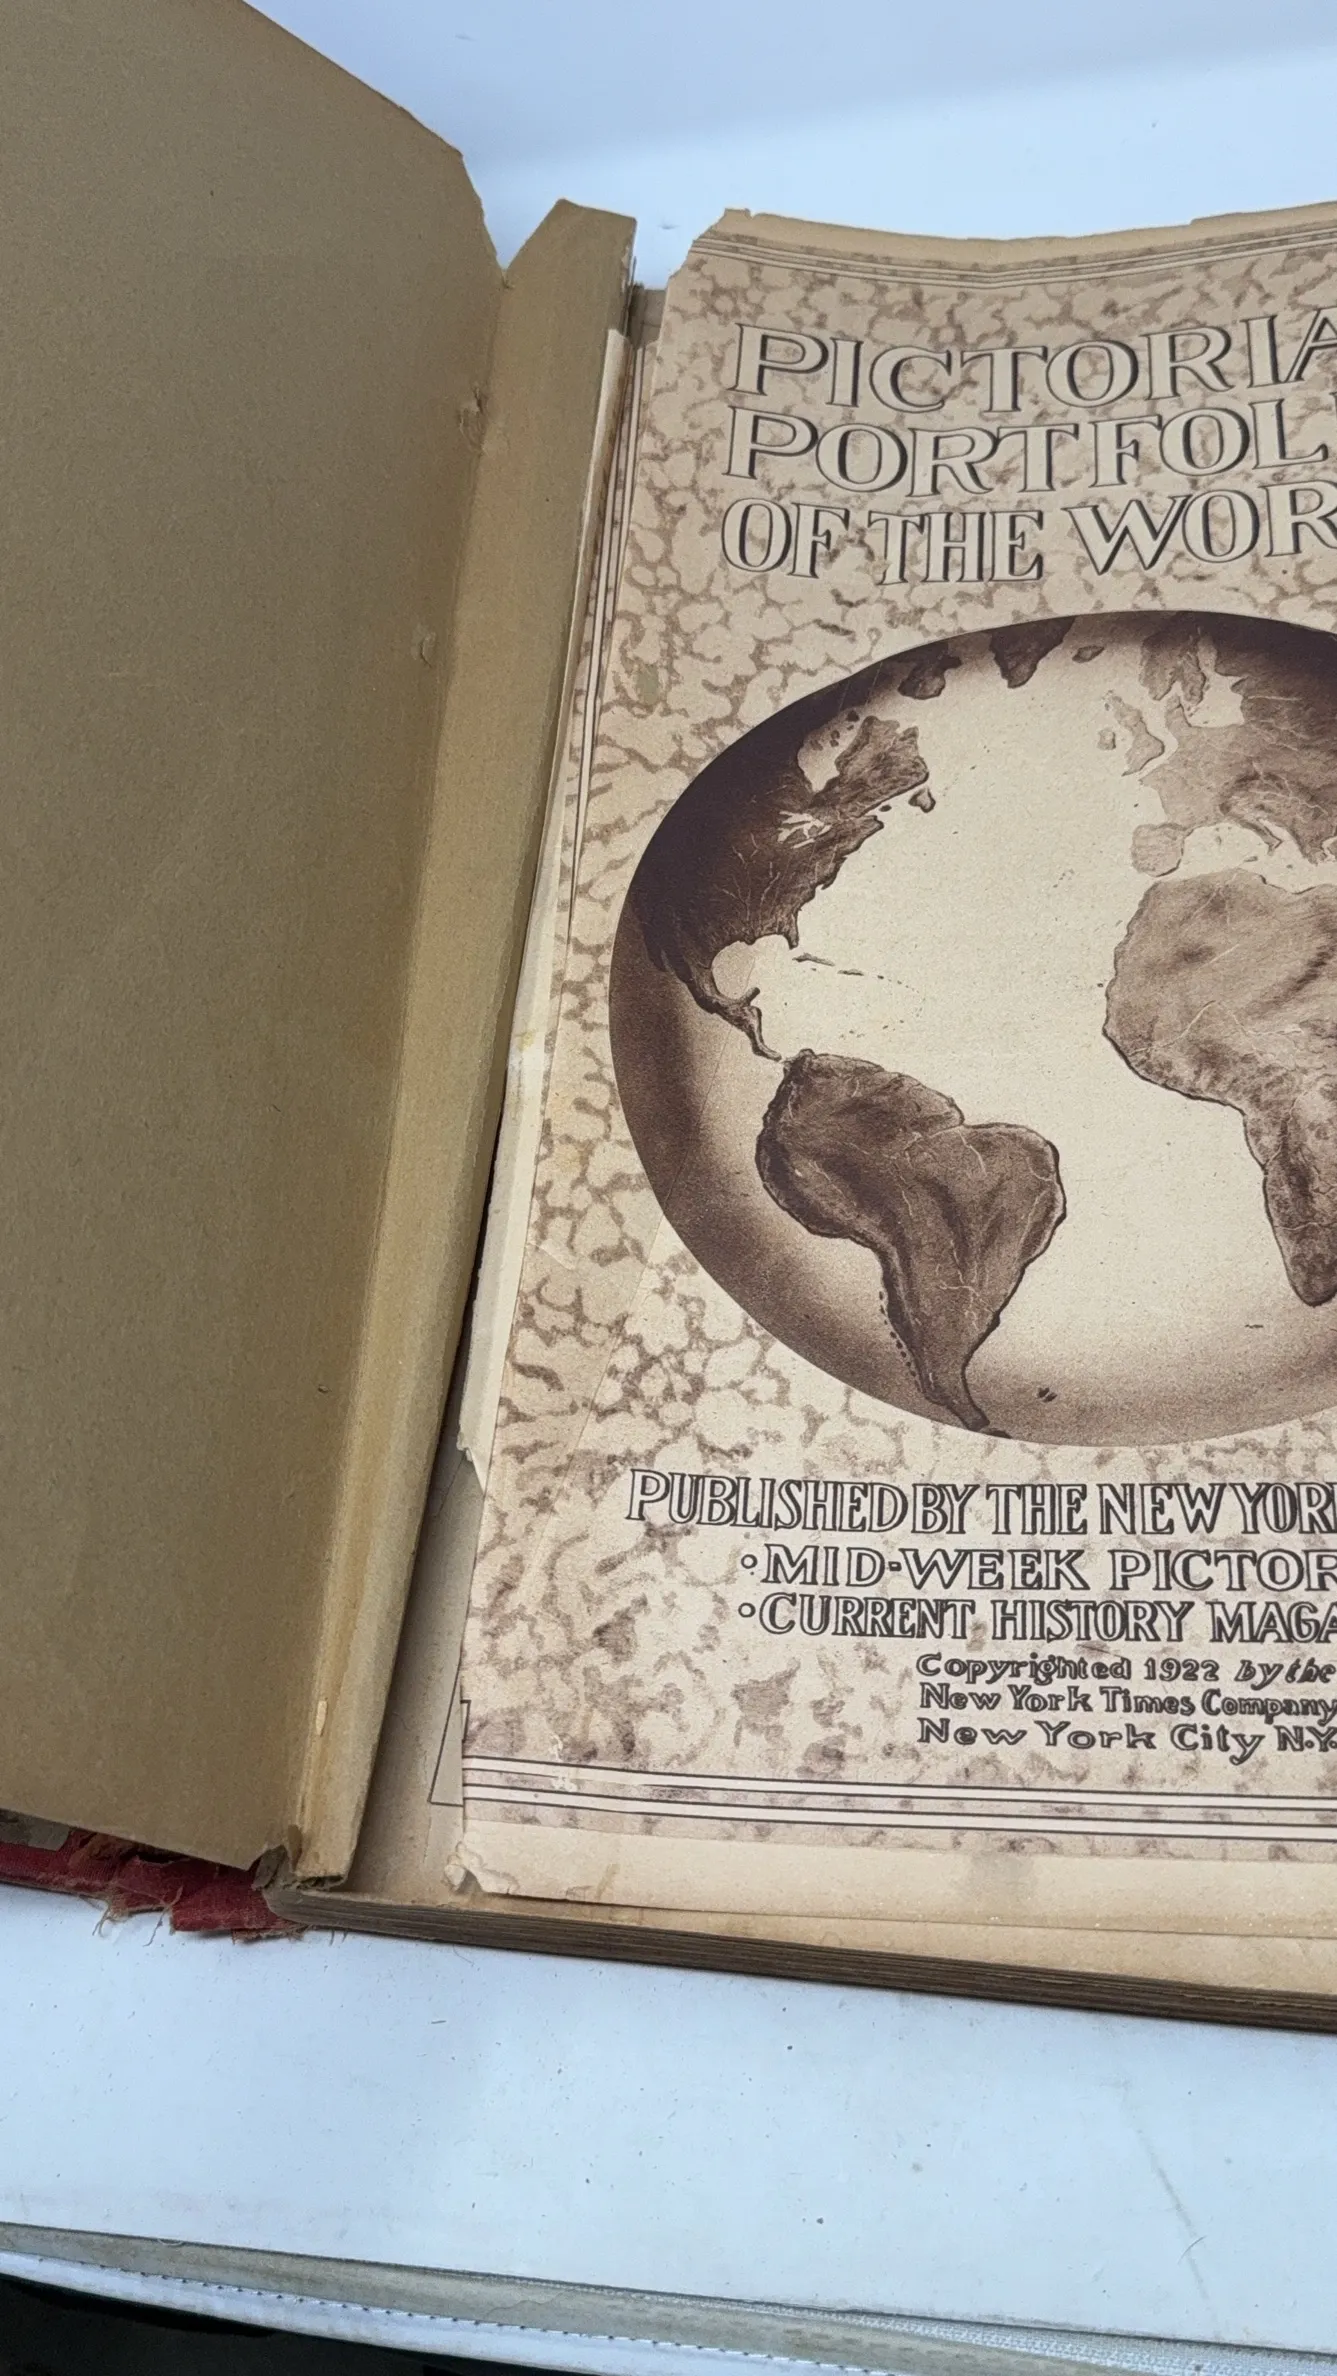 PICTORIA
PORTFOL
OF THE WOR
PUBLISHED BY THE NEW YOR
•MID-WEEK PICTOR
•CURRENT HISTORY MAGA
Copyrighted 1922 by the
New York Times Company
New York City N.Y.